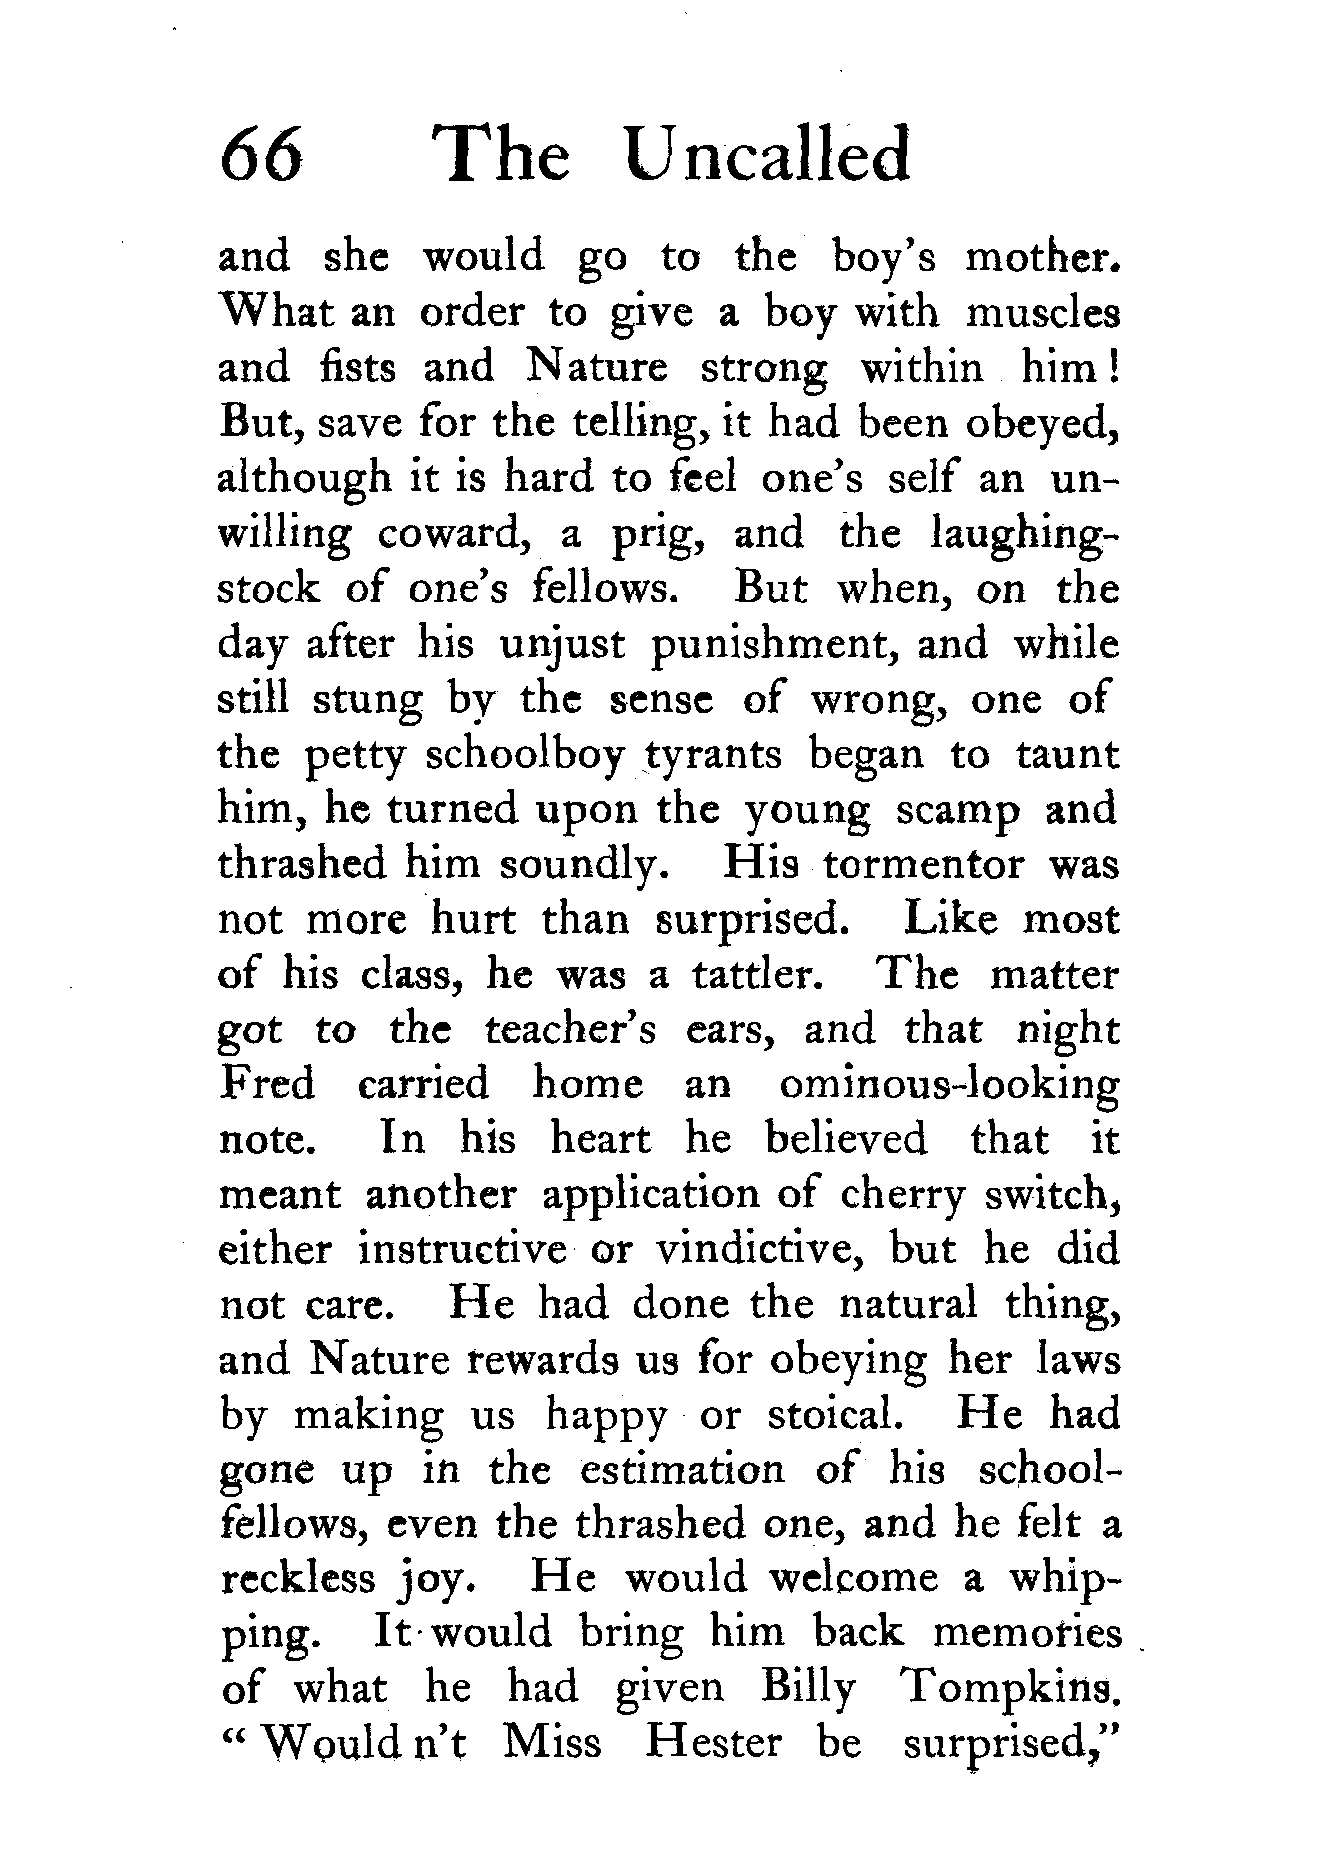 66 The Uncalled
and she would go to the boy's mother.
What an order to give a boy with muscles
and fists and Nature strong within him!
But, save for the telling, it had been obeyed,
although it is hard to feel one's self an un-
willing coward, a prig, and the laughing-
stock of one's fellows. But when, on the
day after his unjust punishment, and while
still stung by the sense of wrong, one of
the petty schoolboy tyrants began to taunt
him, he turned upon the young scamp and
thrashed him soundly. His tormentor was
not more hurt than surprised. Like most
of his class, he was a tattler. The matter
got to the teacher's ears, and that night
Fred carried home an ominous-looking
note. In his heart he believed that it
meant another application of cherry switch,
either instructive or vindictive, but he did
not care. He had done the natural thing,
and Nature rewards us for obeying her laws
by making us happy or stoical. He had
gone up in the estimation of his school-
fellows, even the thrashed one, and he felt a
reckless joy. He would welcome a whip-
ping. It would bring him back memories
of what he had given Billy Tompkins.
"Would n't Miss Hester be surprised,"